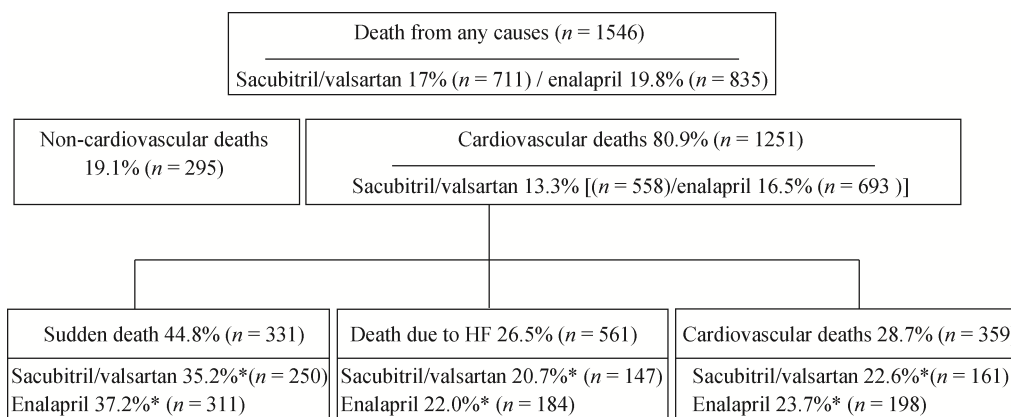 Death from any causes (n = 1546)
Sacubitril/valsartan 17% (n = 711) / enalapril 19.8% (n = 835)
Non-cardiovascular deaths
19.1% (n = 295)
Cardiovascular deaths 80.9% (n = 1251)
Sacubitril/valsartan 13.3% [(n = 558)/enalapril 16.5% (n = 693 )]
Sudden death 44.8% (n = 331)
Sacubitril/valsartan 35.2%*(n = 250)
Enalapril 37.2%* (n = 311)
Death due to HF 26.5% (n = 561)
Sacubitril/valsartan 20.7%* (n = 147)
Enalapril 22.0%* (n = 184)
Cardiovascular deaths 28.7% (n = 359
Sacubitril/valsartan 22.6%*(n = 161)
Enalapril 23.7%* (n = 198)